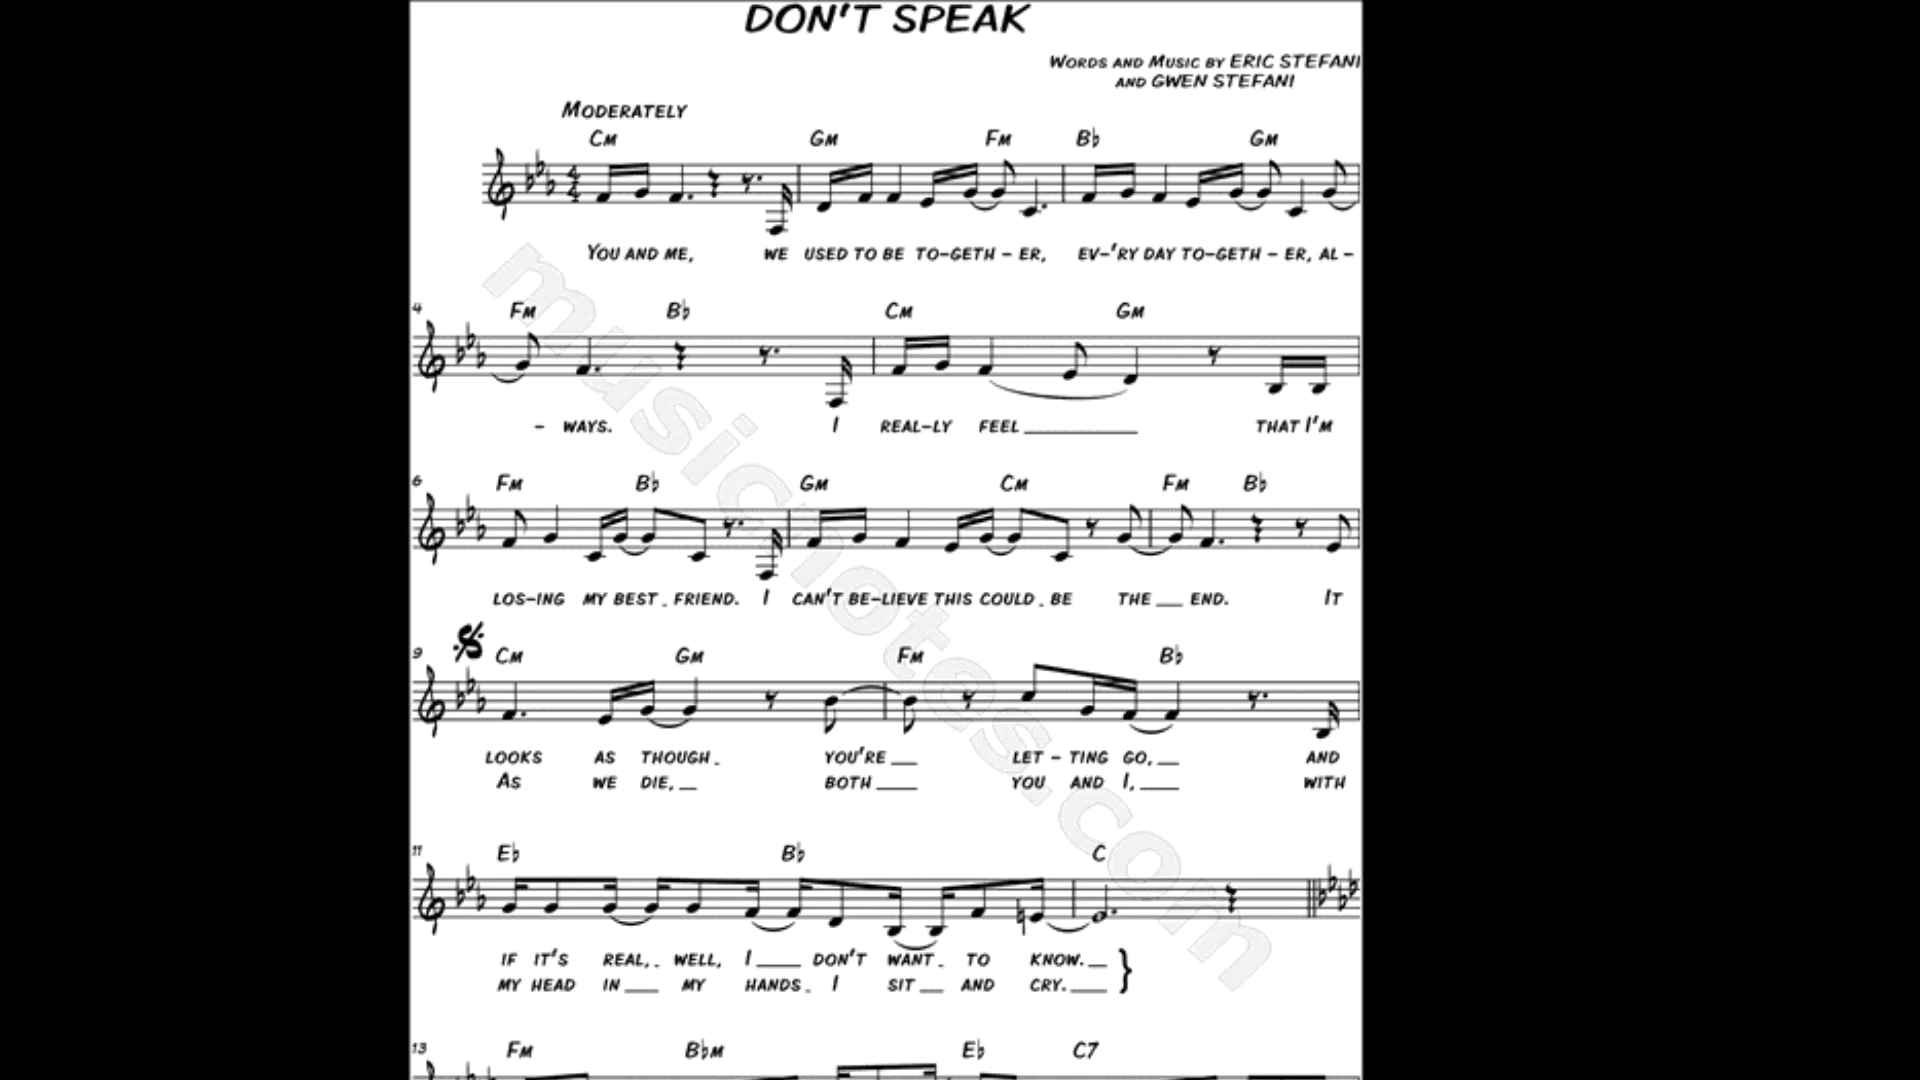 DON'T SPEAK
WORDS AND MUSIC BY ERIC STEFANI
AND GWEN STEFANI
MODERATELY
CM GM FM B♭ GM
YOU AND ME, WE USED TO BE TO-GETH - ER, EV-'RY DAY TO-GETH - ER, AL -
4
FM B♭ CM GM
- WAYS. I REAL-LY FEEL THAT I'M
6
FM B♭ GM CM FM B♭
LOS-ING MY BEST FRIEND. I CAN'T BE-LIEVE THIS COULD BE THE END. IT
9
CM GM FM B♭
LOOKS AS THOUGH YOU'RE LET - TING GO, AND
AS WE DIE, BOTH YOU AND I, WITH
11
E♭ B♭ C
IF IT'S REAL, WELL, I DON'T WANT TO KNOW.
MY HEAD IN MY HANDS. I SIT AND CRY.
13
FM B♭M E♭ C7
musicnotes.com